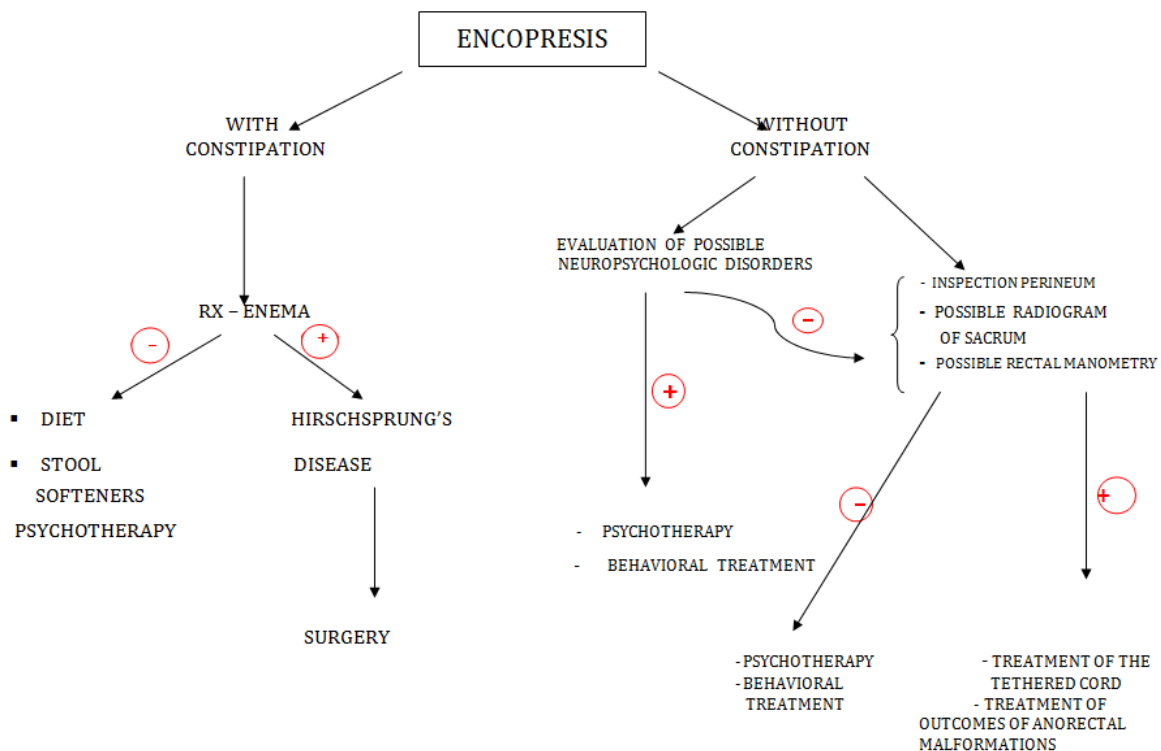 ENCOPRESIS
WITH
CONSTIPATION
WITHOUT
CONSTIPATION
EVALUATION OF POSSIBLE
NEUROPSYCHOLOGIC DISORDERS
- INSPECTION PERINEUM
- POSSIBLE RADIOGRAM
OF SACRUM
- POSSIBLE RECTAL MANOMETRY
RX – ENEMA
−
+
−
+
▪ DIET
▪ STOOL
SOFTENERS
PSYCHOTHERAPY
HIRSCHSPRUNG'S
DISEASE
SURGERY
- PSYCHOTHERAPY
- BEHAVIORAL TREATMENT
−
+
-PSYCHOTHERAPY
-BEHAVIORAL
TREATMENT
- TREATMENT OF THE
TETHERED CORD
- TREATMENT OF
OUTCOMES OF ANORECTAL
MALFORMATIONS